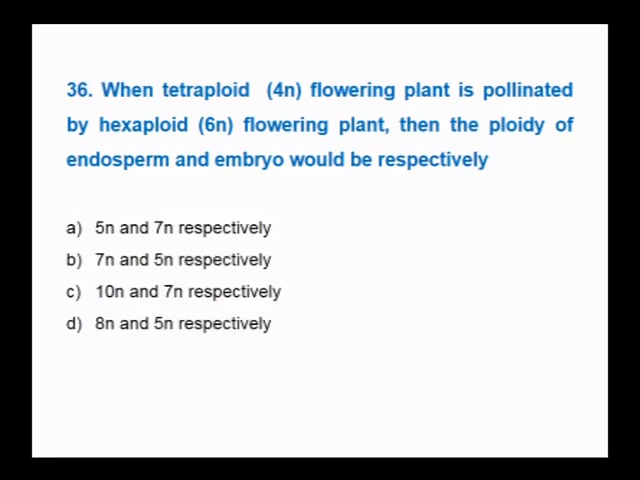 36. When tetraploid (4n) flowering plant is pollinated
by hexaploid (6n) flowering plant, then the ploidy of
endosperm and embryo would be respectively
a) 5n and 7n respectively
b) 7n and 5n respectively
c) 10n and 7n respectively
d) 8n and 5n respectively